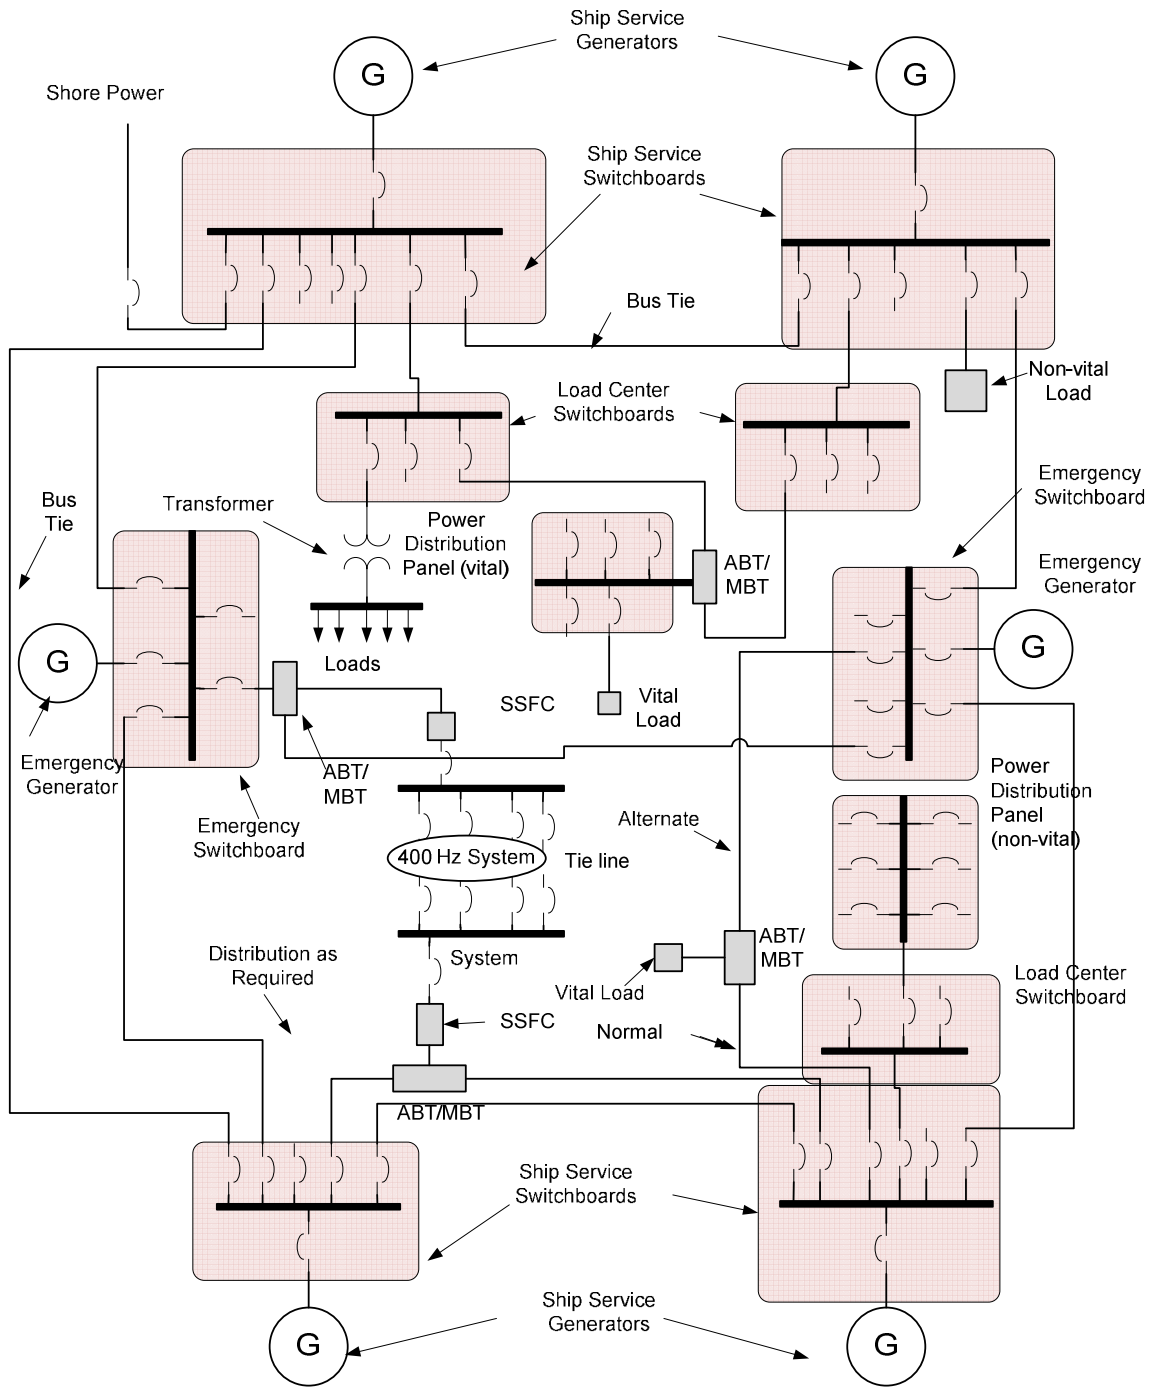 Ship Service
Generators
G
G
Shore Power
Ship Service
Switchboards
Bus Tie
Non-vital
Load
Load Center
Switchboards
Emergency
Switchboard
Bus
Tie
Transformer
Power
Distribution
Panel (vital)
ABT/
MBT
Emergency
Generator
G
G
Loads
SSFC
Vital
Load
Emergency
Generator
ABT/
MBT
Power
Distribution
Panel
(non-vital)
Emergency
Switchboard
Alternate
400 Hz System
Tie line
Distribution as
Required
System
ABT/
MBT
Vital Load
Load Center
Switchboard
SSFC
Normal
ABT/MBT
Ship Service
Switchboards
Ship Service
Generators
G
G